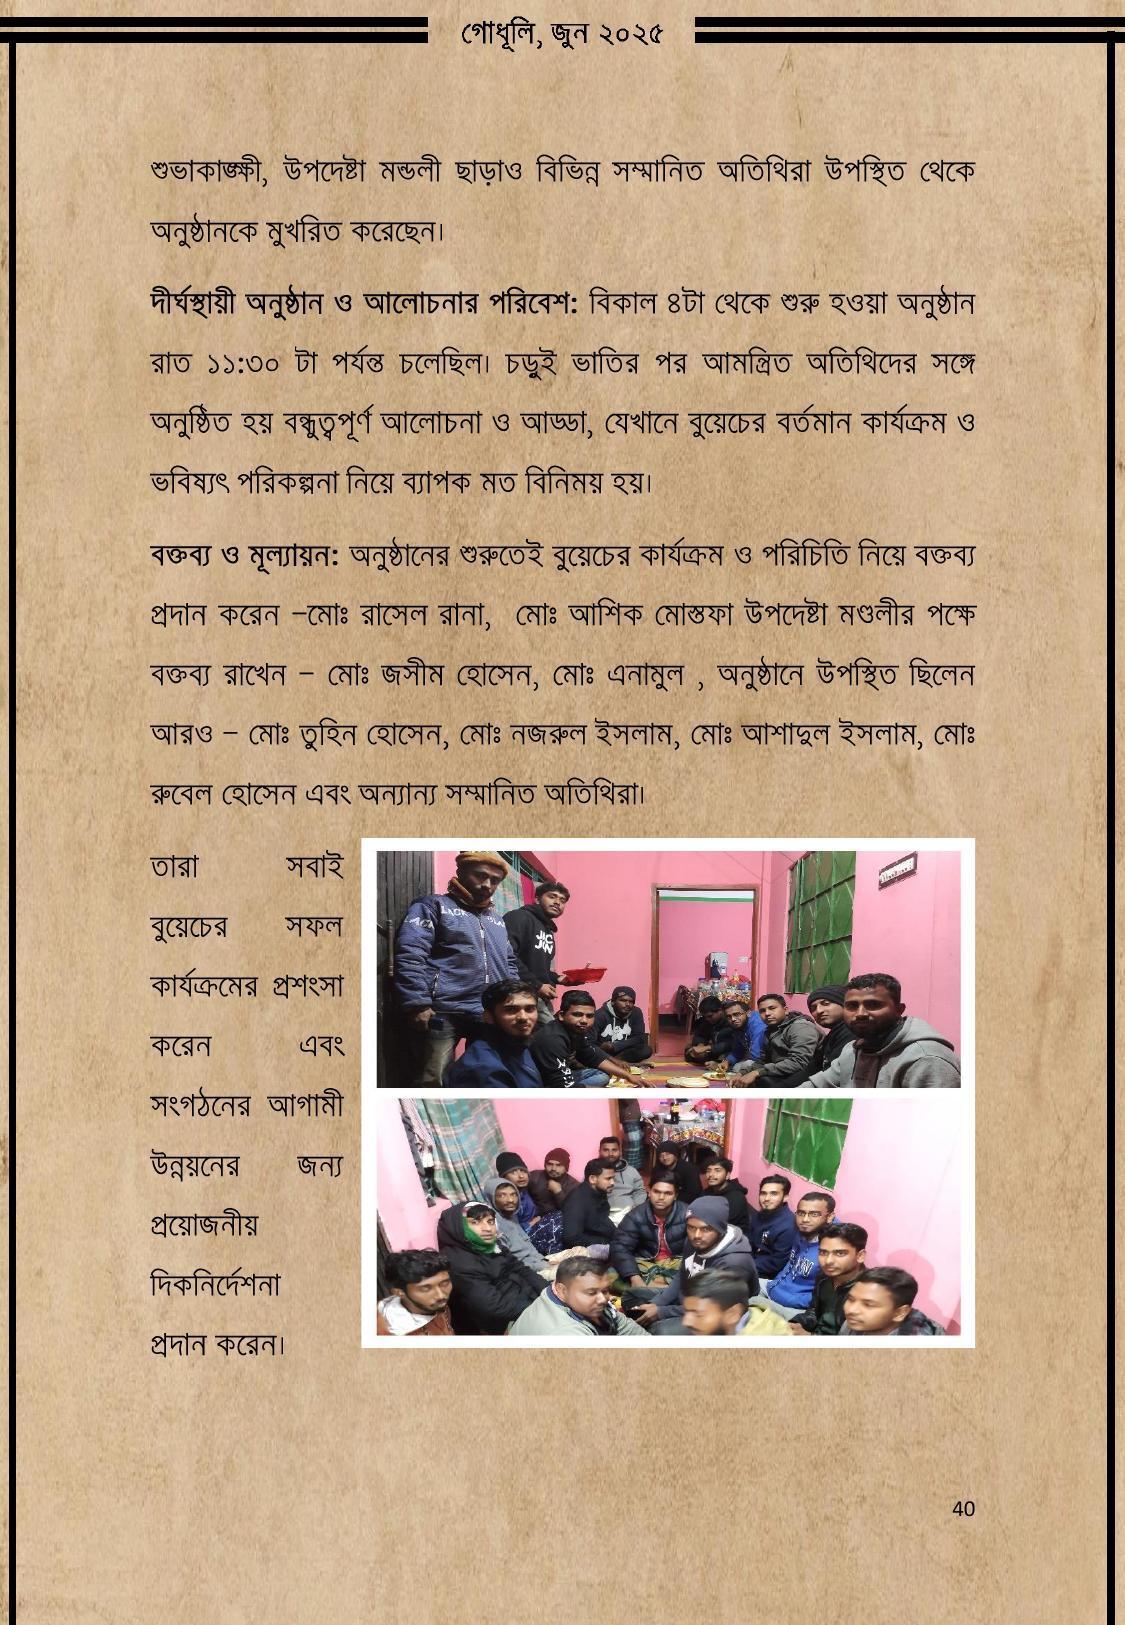 গোধূলি, জুন ২০২৫
শুভাকাঙ্ক্ষী, উপদেষ্টা মন্ডলী ছাড়াও বিভিন্ন সম্মানিত অতিথিরা উপস্থিত থেকে
অনুষ্ঠানকে মুখরিত করেছেন।
দীর্ঘস্থায়ী অনুষ্ঠান ও আলোচনার পরিবেশ: বিকাল ৪টা থেকে শুরু হওয়া অনুষ্ঠান
রাত ১১:৩০ টা পর্যন্ত চলেছিল। চড়ুই ভাতির পর আমন্ত্রিত অতিথিদের সঙ্গে
অনুষ্ঠিত হয় বন্ধুত্বপূর্ণ আলোচনা ও আড্ডা, যেখানে বুয়েচের বর্তমান কার্যক্রম ও
ভবিষ্যৎ পরিকল্পনা নিয়ে ব্যাপক মত বিনিময় হয়।
বক্তব্য ও মূল্যায়ন: অনুষ্ঠানের শুরুতেই বুয়েচের কার্যক্রম ও পরিচিতি নিয়ে বক্তব্য
প্রদান করেন –মোঃ রাসেল রানা, মোঃ আশিক মোস্তফা উপদেষ্টা মণ্ডলীর পক্ষে
বক্তব্য রাখেন – মোঃ জসীম হোসেন, মোঃ এনামুল , অনুষ্ঠানে উপস্থিত ছিলেন
আরও – মোঃ তুহিন হোসেন, মোঃ নজরুল ইসলাম, মোঃ আশাদুল ইসলাম, মোঃ
রুবেল হোসেন এবং অন্যান্য সম্মানিত অতিথিরা।
তারা সবাই
বুয়েচের সফল
কার্যক্রমের প্রশংসা
করেন এবং
সংগঠনের আগামী
উন্নয়নের জন্য
প্রয়োজনীয়
দিকনির্দেশনা
প্রদান করেন।
40